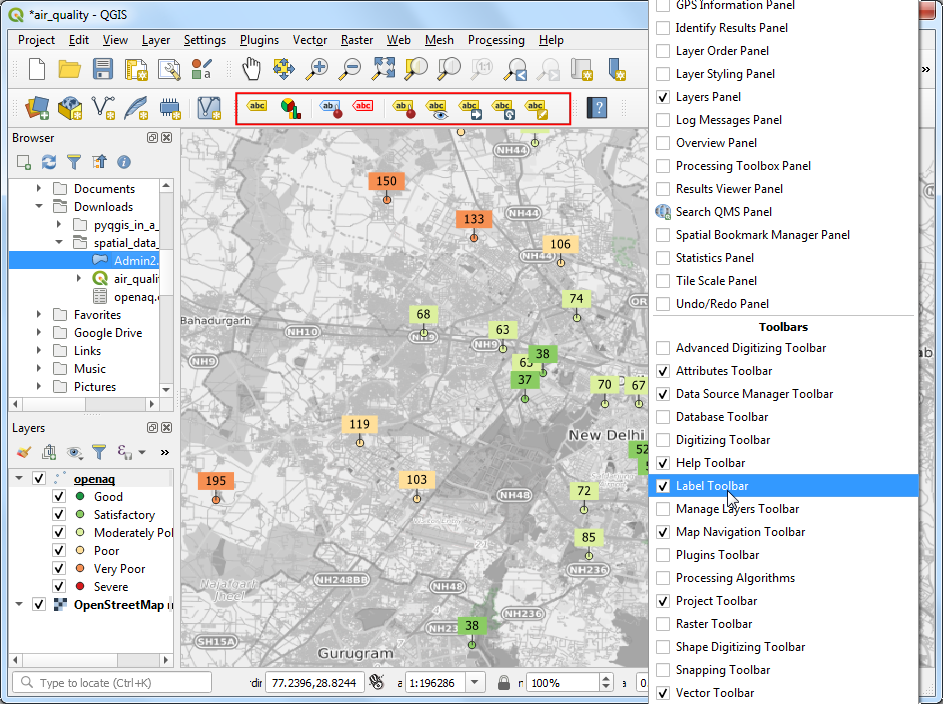 *air_quality - QGIS
Project Edit View Layer Settings Plugins Vector Raster Web Mesh Processing Help
abc abc abc abc abc abc abc abc
?
Browser
Documents
Downloads
pyqgis_in_a_
spatial_data_
Admin2.
air_quali
openaq.
Favorites
Google Drive
Links
Music
Pictures
Layers
openaq
Good
Satisfactory
Moderately Pol
Poor
Very Poor
Severe
OpenStreetMap
NH44
150
133
NH44
106
NH44
74
68
Bahadurgarh
NH10
NH9
63
NH9
38
63
37
NH9
70
67
119
New Delhi
52
195
103
NH48
72
85
NH236
Najafgarh
Jheel
NH248BB
NH48
NH236
NH23
38
SH15A
Gurugram
GPS Information Panel
Identify Results Panel
Layer Order Panel
Layer Styling Panel
Layers Panel
Log Messages Panel
Overview Panel
Processing Toolbox Panel
Results Viewer Panel
Search QMS Panel
Spatial Bookmark Manager Panel
Statistics Panel
Tile Scale Panel
Undo/Redo Panel
Toolbars
Advanced Digitizing Toolbar
Attributes Toolbar
Data Source Manager Toolbar
Database Toolbar
Digitizing Toolbar
Help Toolbar
Label Toolbar
Manage Layers Toolbar
Map Navigation Toolbar
Plugins Toolbar
Processing Algorithms
Project Toolbar
Raster Toolbar
Shape Digitizing Toolbar
Snapping Toolbar
Vector Toolbar
Type to locate (Ctrl+K)
77.2396,28.8244
1:196286
100%